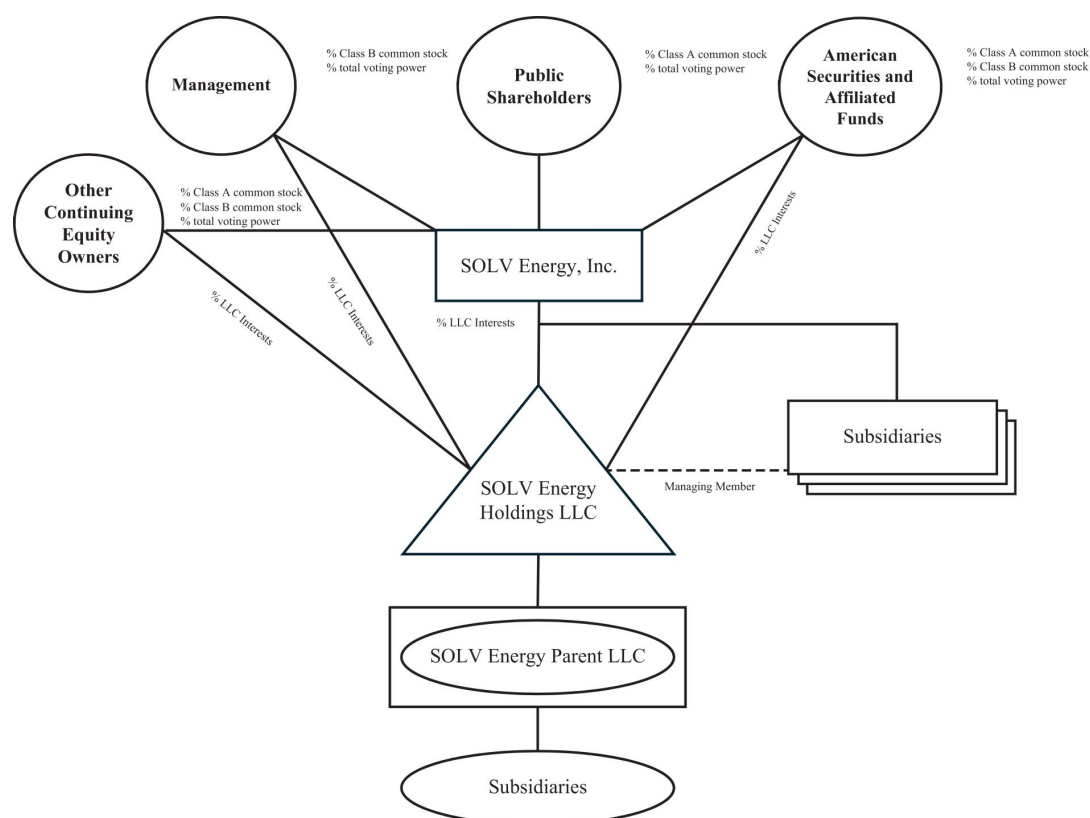 Management
% Class B common stock
% total voting power
Public
Shareholders
% Class A common stock
% total voting power
American
Securities and
Affiliated
Funds
% Class A common stock
% Class B common stock
% total voting power
Other
Continuing
Equity
Owners
% Class A common stock
% Class B common stock
% total voting power
% LLC Interests
% LLC Interests
% LLC Interests
SOLV Energy, Inc.
% LLC Interests
Subsidiaries
Managing Member
SOLV Energy
Holdings LLC
SOLV Energy Parent LLC
Subsidiaries